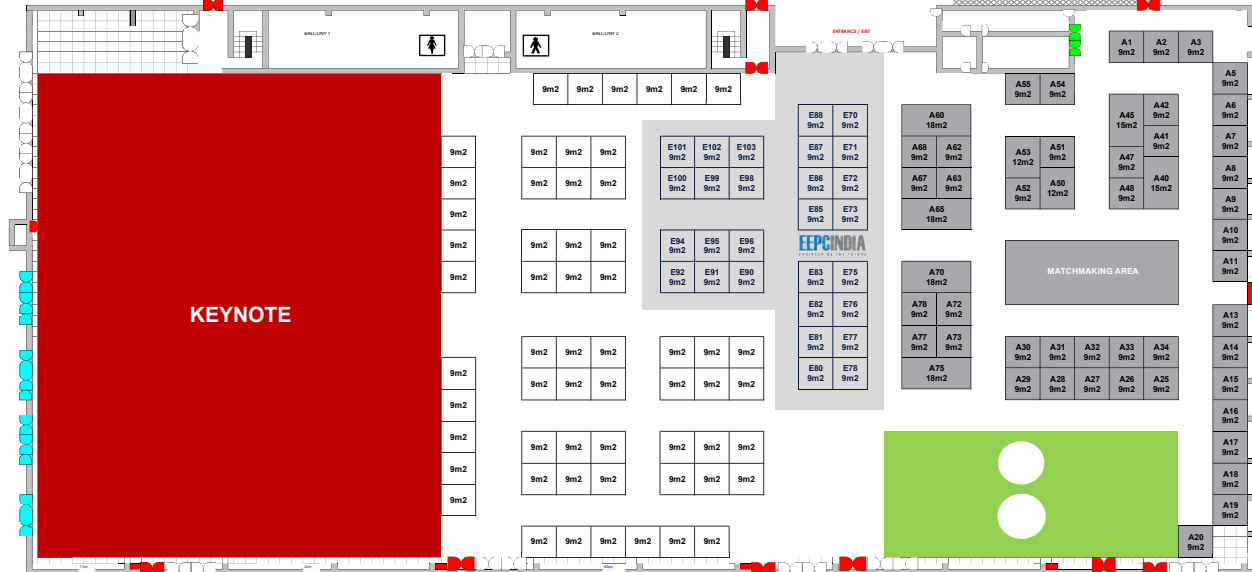 BALCONY 1
BALCONY 2
ENTRANCE / EXIT
A1
9m2
A2
9m2
A3
9m2
A5
9m2
A6
9m2
A7
9m2
A8
9m2
A9
9m2
A10
9m2
A11
9m2
A13
9m2
A14
9m2
A15
9m2
A16
9m2
A17
9m2
A18
9m2
A19
9m2
A20
9m2
A55
9m2
A54
9m2
A45
15m2
A42
9m2
A41
9m2
A47
9m2
A48
9m2
A40
15m2
A53
12m2
A51
9m2
A52
9m2
A50
12m2
MATCHMAKING AREA
A30
9m2
A31
9m2
A32
9m2
A33
9m2
A34
9m2
A29
9m2
A28
9m2
A27
9m2
A26
9m2
A25
9m2
A60
18m2
A68
9m2
A62
9m2
A67
9m2
A63
9m2
A65
18m2
A70
18m2
A78
9m2
A72
9m2
A77
9m2
A73
9m2
A75
18m2
E88
9m2
E70
9m2
E87
9m2
E71
9m2
E86
9m2
E72
9m2
E85
9m2
E73
9m2
EEPCINDIA
ENGINEERING THE FUTURE
E83
9m2
E75
9m2
E82
9m2
E76
9m2
E81
9m2
E77
9m2
E80
9m2
E78
9m2
E101
9m2
E102
9m2
E103
9m2
E100
9m2
E99
9m2
E98
9m2
E94
9m2
E95
9m2
E96
9m2
E92
9m2
E91
9m2
E90
9m2
9m2 9m2 9m2 9m2 9m2 9m2
9m2
9m2
9m2
9m2
9m2
9m2 9m2 9m2
9m2 9m2 9m2
9m2 9m2 9m2
9m2 9m2 9m2
KEYNOTE
9m2
9m2
9m2
9m2
9m2
9m2 9m2 9m2
9m2 9m2 9m2
9m2 9m2 9m2
9m2 9m2 9m2
9m2 9m2 9m2
9m2 9m2 9m2
9m2 9m2 9m2
9m2 9m2 9m2
9m2 9m2 9m2 9m2 9m2 9m2